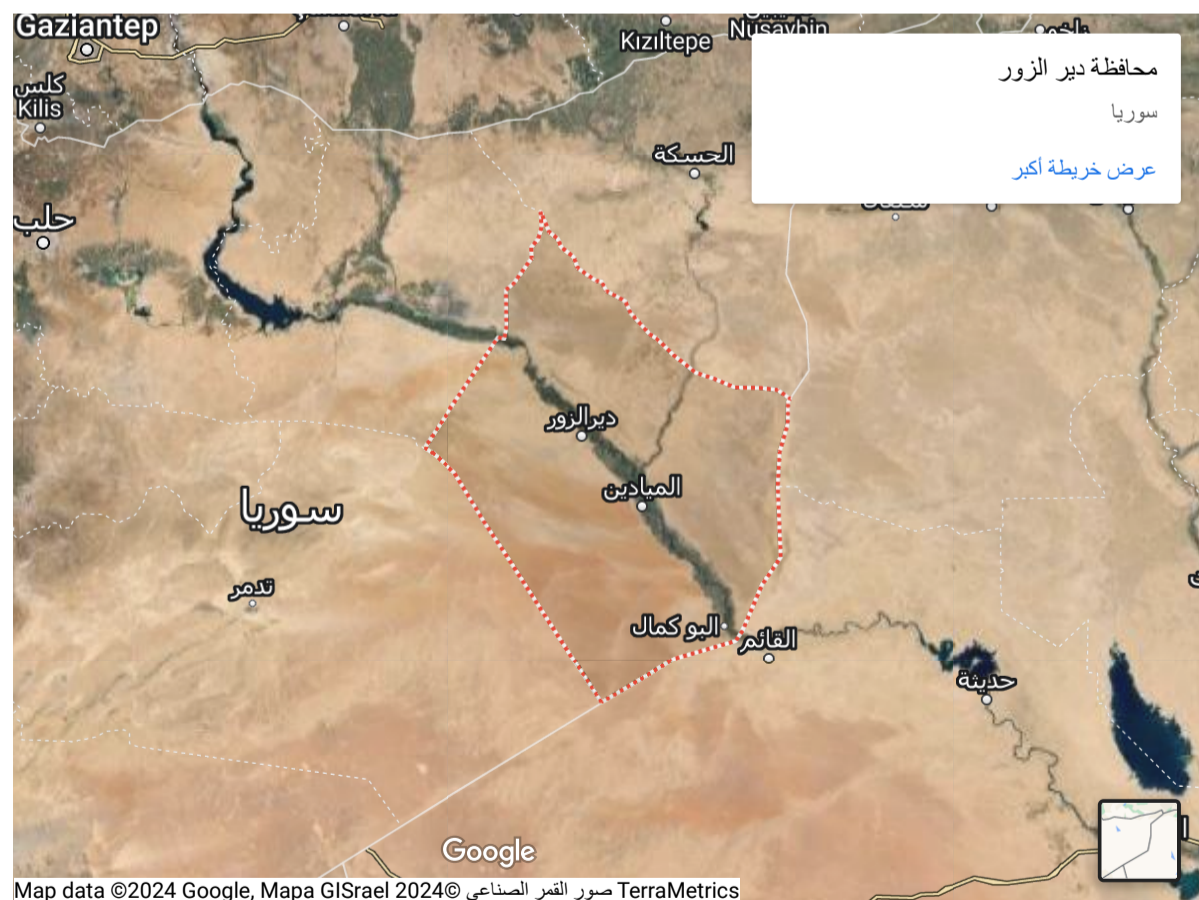 Gaziantep
Kızıltepe
Nusaybin
كلس
Kilis
محافظة دير الزور
سوريا
عرض خريطة أكبر
الحسكة
حلب
ديرالزور
الميادين
سوريا
تدمر
البو كمال
القائم
حديثة
Google
Map data ©2024 Google, Mapa GISrael صور القمر الصناعي ©2024 TerraMetrics